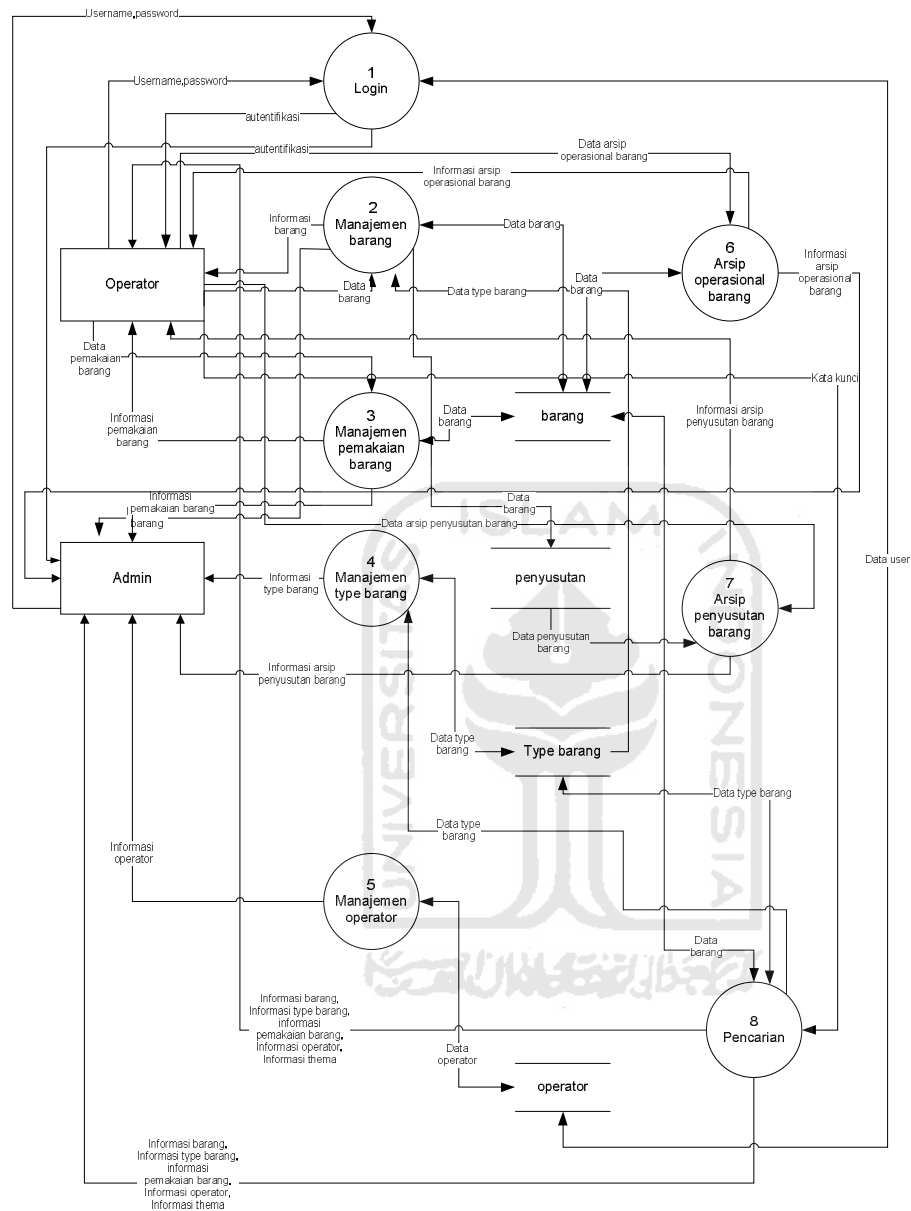 Username,password
1
Login
Username,password
autentifikasi
autentifikasi
Data arsip
operasional barang
Informasi arsip
operasional barang
2
Manajemen
barang
Informasi
barang
Data barang
6
Arsip
operasional
barang
Informasi
arsip
operasional
barang
Operator
Data
barang
Data type barang
Data
barang
Data
pemakaian
barang
Kata kunci
Informasi
pemakaian
barang
3
Manajemen
pemakaian
barang
Data
barang
barang
Informasi arsip
penyusutan barang
Informasi
pemakaian barang
barang
Data
barang
ISLAM
Data arsip penyusutan barang
Data user
Admin
Informasi
type barang
4
Manajemen
type barang
penyusutan
7
Arsip
penyusutan
barang
Data penyusutan
barang
Informasi arsip
penyusutan barang
UNIVERSITAS
INDONESIA
Data type
barang
Type barang
Data type barang
Data type
barang
Informasi
operator
5
Manajemen
operator
Data
barang
Informasi barang,
Informasi type barang,
informasi
pemakaian barang,
Informasi operator,
Informasi thema
8
Pencarian
Data
operator
operator
Informasi barang,
Informasi type barang,
informasi
pemakaian barang,
Informasi operator,
Informasi thema